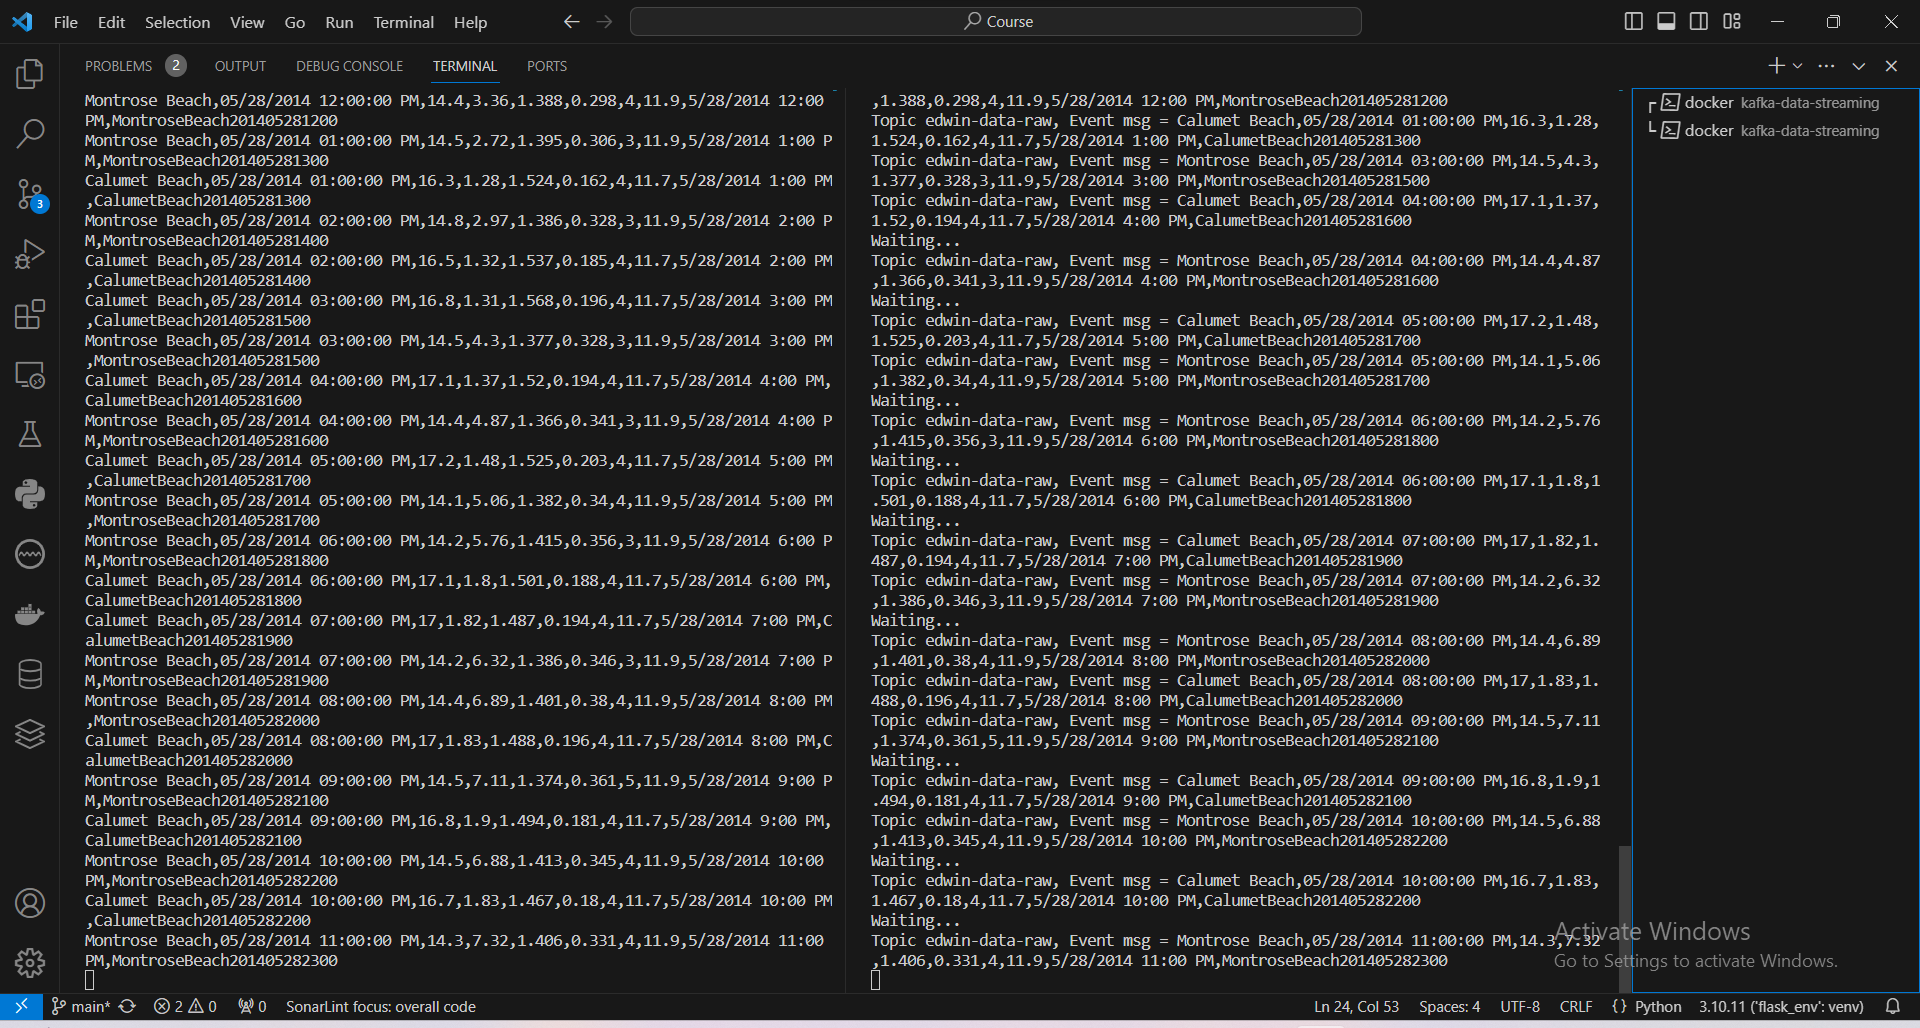 File Edit Selection View Go Run Terminal Help
Course
PROBLEMS 2 OUTPUT DEBUG CONSOLE TERMINAL PORTS
Montrose Beach,05/28/2014 12:00:00 PM,14.4,3.36,1.388,0.298,4,11.9,5/28/2014 12:00
PM,MontroseBeach201405281200
Montrose Beach,05/28/2014 01:00:00 PM,14.5,2.72,1.395,0.306,3,11.9,5/28/2014 1:00 P
M,MontroseBeach201405281300
Calumet Beach,05/28/2014 01:00:00 PM,16.3,1.28,1.524,0.162,4,11.7,5/28/2014 1:00 PM
,CalumetBeach201405281300
Montrose Beach,05/28/2014 02:00:00 PM,14.8,2.97,1.386,0.328,3,11.9,5/28/2014 2:00 P
M,MontroseBeach201405281400
Calumet Beach,05/28/2014 02:00:00 PM,16.5,1.32,1.537,0.185,4,11.7,5/28/2014 2:00 PM
,CalumetBeach201405281400
Calumet Beach,05/28/2014 03:00:00 PM,16.8,1.31,1.568,0.196,4,11.7,5/28/2014 3:00 PM
,CalumetBeach201405281500
Montrose Beach,05/28/2014 03:00:00 PM,14.5,4.3,1.377,0.328,3,11.9,5/28/2014 3:00 PM
,MontroseBeach201405281500
Calumet Beach,05/28/2014 04:00:00 PM,17.1,1.37,1.52,0.194,4,11.7,5/28/2014 4:00 PM,
CalumetBeach201405281600
Montrose Beach,05/28/2014 04:00:00 PM,14.4,4.87,1.366,0.341,3,11.9,5/28/2014 4:00 P
M,MontroseBeach201405281600
Calumet Beach,05/28/2014 05:00:00 PM,17.2,1.48,1.525,0.203,4,11.7,5/28/2014 5:00 PM
,CalumetBeach201405281700
Montrose Beach,05/28/2014 05:00:00 PM,14.1,5.06,1.382,0.34,4,11.9,5/28/2014 5:00 PM
,MontroseBeach201405281700
Montrose Beach,05/28/2014 06:00:00 PM,14.2,5.76,1.415,0.356,3,11.9,5/28/2014 6:00 P
M,MontroseBeach201405281800
Calumet Beach,05/28/2014 06:00:00 PM,17.1,1.8,1.501,0.188,4,11.7,5/28/2014 6:00 PM,
CalumetBeach201405281800
Calumet Beach,05/28/2014 07:00:00 PM,17,1.82,1.487,0.194,4,11.7,5/28/2014 7:00 PM,C
alumetBeach201405281900
Montrose Beach,05/28/2014 07:00:00 PM,14.2,6.32,1.386,0.346,3,11.9,5/28/2014 7:00 P
M,MontroseBeach201405281900
Montrose Beach,05/28/2014 08:00:00 PM,14.4,6.89,1.401,0.38,4,11.9,5/28/2014 8:00 PM
,MontroseBeach201405282000
Calumet Beach,05/28/2014 08:00:00 PM,17,1.83,1.488,0.196,4,11.7,5/28/2014 8:00 PM,C
alumetBeach201405282000
Montrose Beach,05/28/2014 09:00:00 PM,14.5,7.11,1.374,0.361,5,11.9,5/28/2014 9:00 P
M,MontroseBeach201405282100
Calumet Beach,05/28/2014 09:00:00 PM,16.8,1.9,1.494,0.181,4,11.7,5/28/2014 9:00 PM,
CalumetBeach201405282100
Montrose Beach,05/28/2014 10:00:00 PM,14.5,6.88,1.413,0.345,4,11.9,5/28/2014 10:00
PM,MontroseBeach201405282200
Calumet Beach,05/28/2014 10:00:00 PM,16.7,1.83,1.467,0.18,4,11.7,5/28/2014 10:00 PM
,CalumetBeach201405282200
Montrose Beach,05/28/2014 11:00:00 PM,14.3,7.32,1.406,0.331,4,11.9,5/28/2014 11:00
PM,MontroseBeach201405282300
,1.388,0.298,4,11.9,5/28/2014 12:00 PM,MontroseBeach201405281200
Topic edwin-data-raw, Event msg = Calumet Beach,05/28/2014 01:00:00 PM,16.3,1.28,
1.524,0.162,4,11.7,5/28/2014 1:00 PM,CalumetBeach201405281300
Topic edwin-data-raw, Event msg = Montrose Beach,05/28/2014 03:00:00 PM,14.5,4.3,
1.377,0.328,3,11.9,5/28/2014 3:00 PM,MontroseBeach201405281500
Topic edwin-data-raw, Event msg = Calumet Beach,05/28/2014 04:00:00 PM,17.1,1.37,
1.52,0.194,4,11.7,5/28/2014 4:00 PM,CalumetBeach201405281600
Waiting...
Topic edwin-data-raw, Event msg = Montrose Beach,05/28/2014 04:00:00 PM,14.4,4.87
,1.366,0.341,3,11.9,5/28/2014 4:00 PM,MontroseBeach201405281600
Waiting...
Topic edwin-data-raw, Event msg = Calumet Beach,05/28/2014 05:00:00 PM,17.2,1.48,
1.525,0.203,4,11.7,5/28/2014 5:00 PM,CalumetBeach201405281700
Topic edwin-data-raw, Event msg = Montrose Beach,05/28/2014 05:00:00 PM,14.1,5.06
,1.382,0.34,4,11.9,5/28/2014 5:00 PM,MontroseBeach201405281700
Waiting...
Topic edwin-data-raw, Event msg = Montrose Beach,05/28/2014 06:00:00 PM,14.2,5.76
,1.415,0.356,3,11.9,5/28/2014 6:00 PM,MontroseBeach201405281800
Waiting...
Topic edwin-data-raw, Event msg = Calumet Beach,05/28/2014 06:00:00 PM,17.1,1.8,1
.501,0.188,4,11.7,5/28/2014 6:00 PM,CalumetBeach201405281800
Waiting...
Topic edwin-data-raw, Event msg = Calumet Beach,05/28/2014 07:00:00 PM,17,1.82,1.
487,0.194,4,11.7,5/28/2014 7:00 PM,CalumetBeach201405281900
Topic edwin-data-raw, Event msg = Montrose Beach,05/28/2014 07:00:00 PM,14.2,6.32
,1.386,0.346,3,11.9,5/28/2014 7:00 PM,MontroseBeach201405281900
Waiting...
Topic edwin-data-raw, Event msg = Montrose Beach,05/28/2014 08:00:00 PM,14.4,6.89
,1.401,0.38,4,11.9,5/28/2014 8:00 PM,MontroseBeach201405282000
Topic edwin-data-raw, Event msg = Calumet Beach,05/28/2014 08:00:00 PM,17,1.83,1.
488,0.196,4,11.7,5/28/2014 8:00 PM,CalumetBeach201405282000
Topic edwin-data-raw, Event msg = Montrose Beach,05/28/2014 09:00:00 PM,14.5,7.11
,1.374,0.361,5,11.9,5/28/2014 9:00 PM,MontroseBeach201405282100
Waiting...
Topic edwin-data-raw, Event msg = Calumet Beach,05/28/2014 09:00:00 PM,16.8,1.9,1
.494,0.181,4,11.7,5/28/2014 9:00 PM,CalumetBeach201405282100
Topic edwin-data-raw, Event msg = Montrose Beach,05/28/2014 10:00:00 PM,14.5,6.88
,1.413,0.345,4,11.9,5/28/2014 10:00 PM,MontroseBeach201405282200
Waiting...
Topic edwin-data-raw, Event msg = Calumet Beach,05/28/2014 10:00:00 PM,16.7,1.83,
1.467,0.18,4,11.7,5/28/2014 10:00 PM,CalumetBeach201405282200
Waiting...
Topic edwin-data-raw, Event msg = Montrose Beach,05/28/2014 11:00:00 PM,14.3,7.32
,1.406,0.331,4,11.9,5/28/2014 11:00 PM,MontroseBeach201405282300
docker kafka-data-streaming
docker kafka-data-streaming
3
Activate Windows
Go to Settings to activate Windows.
main* 2 0 0 SonarLint focus: overall code Ln 24, Col 53 Spaces: 4 UTF-8 CRLF {} Python 3.10.11 ('flask_env': venv)